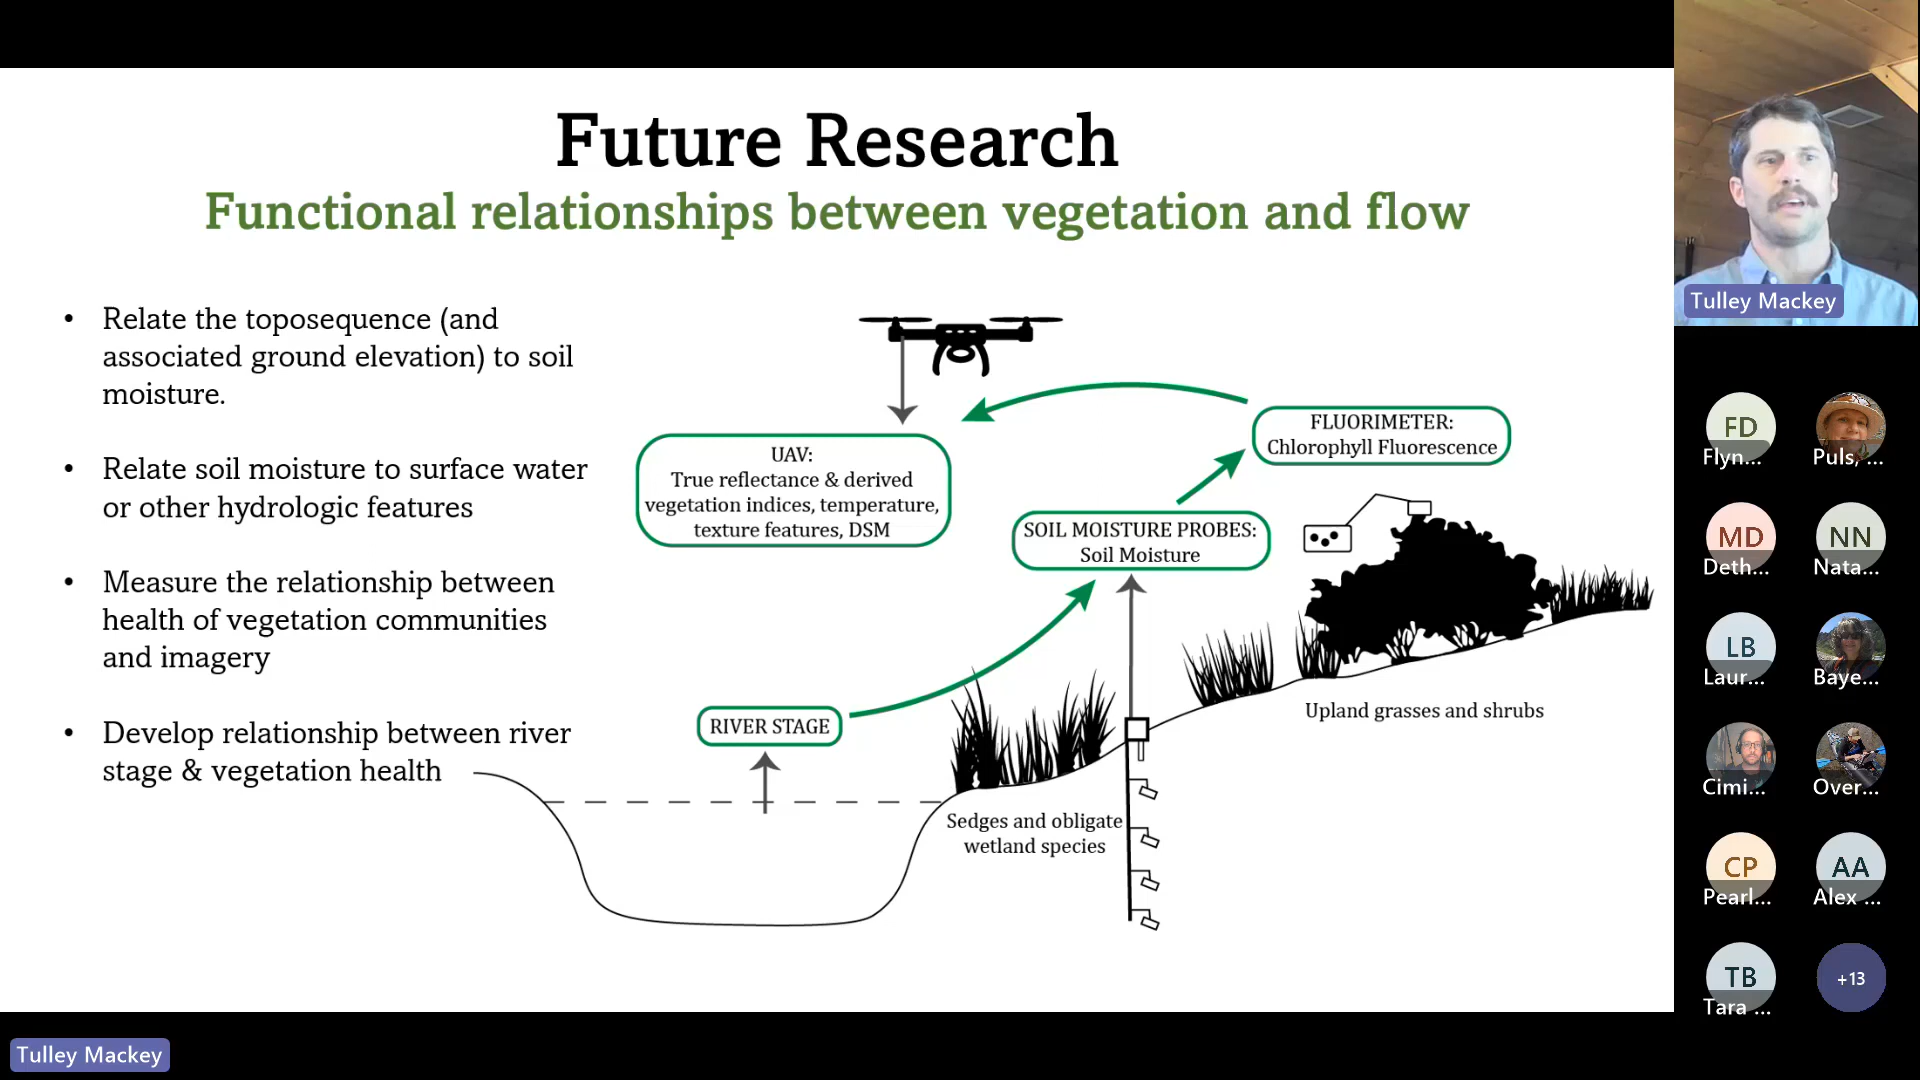 Future Research
Functional relationships between vegetation and flow
• Relate the toposequence (and
associated ground elevation) to soil
moisture.
• Relate soil moisture to surface water
or other hydrologic features
• Measure the relationship between
health of vegetation communities
and imagery
• Develop relationship between river
stage & vegetation health
UAV:
True reflectance & derived
vegetation indices, temperature,
texture features, DSM
FLUORIMETER:
Chlorophyll Fluorescence
SOIL MOISTURE PROBES:
Soil Moisture
RIVER STAGE
Upland grasses and shrubs
Sedges and obligate
wetland species
Tulley Mackey
FD
Flyn...
Puls, ...
MD
Deth...
NN
Nata...
LB
Laur...
Baye...
Cimi...
Over...
CP
Pearl...
AA
Alex ...
TB
Tara ...
+13
Tulley Mackey